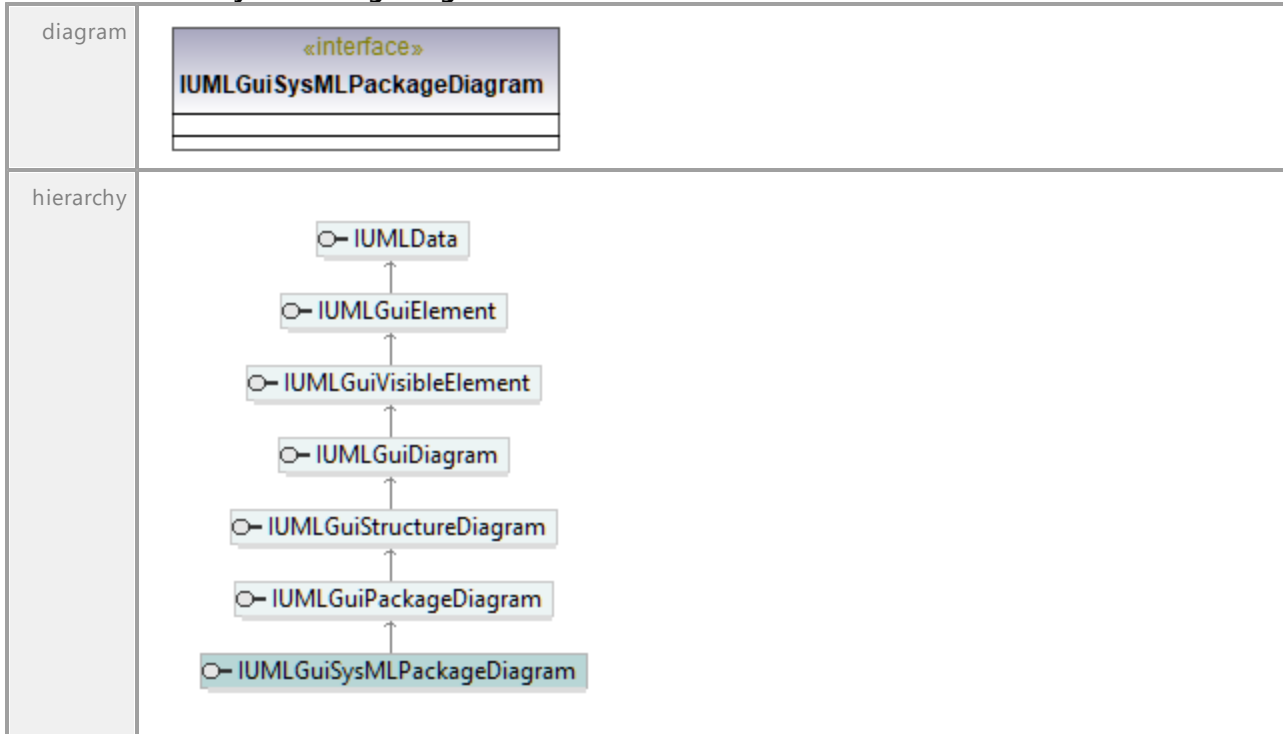 diagram
«interface»
IUMLGuiSysMLPackageDiagram
hierarchy
IUMLData
IUMLGuiElement
IUMLGuiVisibleElement
IUMLGuiDiagram
IUMLGuiStructureDiagram
IUMLGuiPackageDiagram
IUMLGuiSysMLPackageDiagram